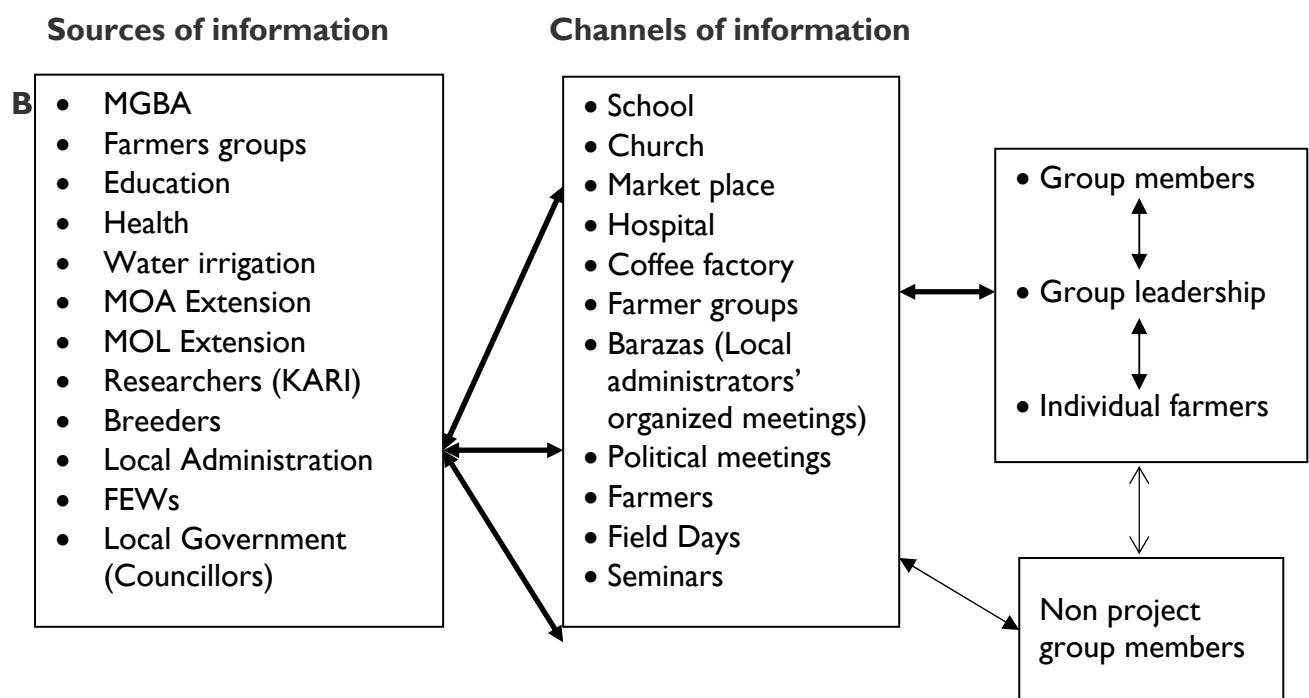 Sources of information
Channels of information
B
• MGBA
• Farmers groups
• Education
• Health
• Water irrigation
• MOA Extension
• MOL Extension
• Researchers (KARI)
• Breeders
• Local Administration
• FEWs
• Local Government
(Councillors)
• School
• Church
• Market place
• Hospital
• Coffee factory
• Farmer groups
• Barazas (Local
administrators’
organized meetings)
• Political meetings
• Farmers
• Field Days
• Seminars
• Group members
• Group leadership
• Individual farmers
Non project
group members